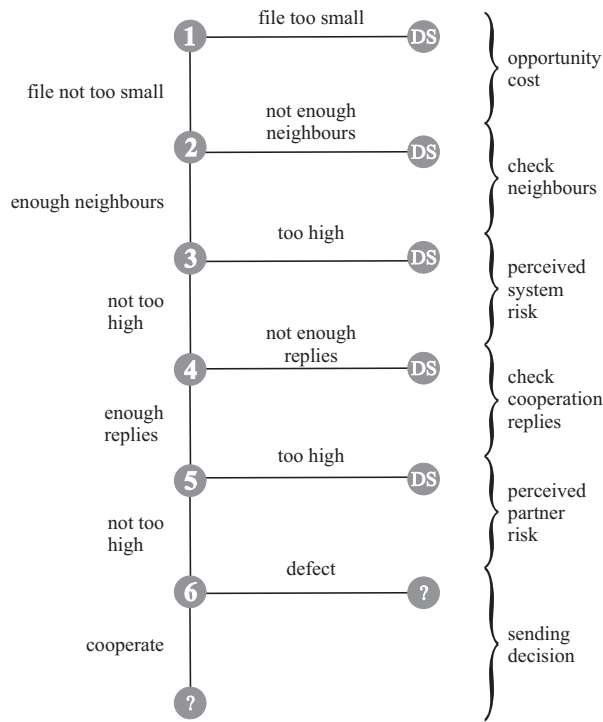 1
file too small
DS
opportunity
cost
file not too small
2
not enough
neighbours
DS
check
neighbours
enough neighbours
3
too high
DS
perceived
system
risk
not too
high
4
not enough
replies
DS
check
cooperation
replies
enough
replies
5
too high
DS
perceived
partner
risk
not too
high
6
defect
?
sending
decision
cooperate
?